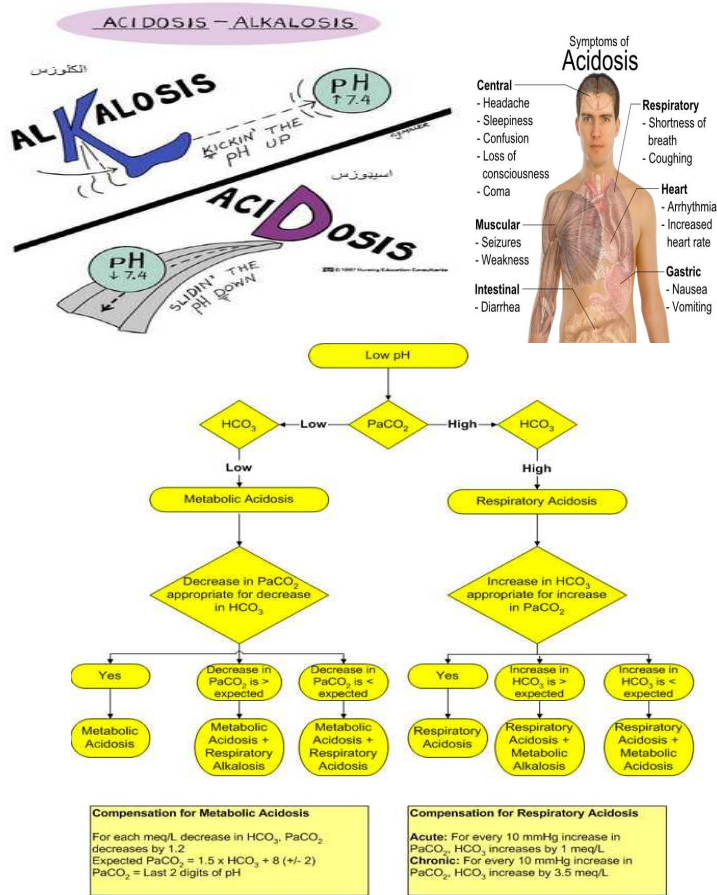 ACIDOSIS - ALKALOSIS
الکلوزس
ALKALOSIS
PH
↑7.4
KICKIN' THE
PH UP
اسیڈوزس
ACIDOSIS
PH
↓7.4
SLIDIN' THE
PH DOWN
©1997 Nursing Education Consultants
Symptoms of
Acidosis
Central
- Headache
- Sleepiness
- Confusion
- Loss of
consciousness
- Coma
Respiratory
- Shortness of
breath
- Coughing
Heart
- Arrhythmia
- Increased
heart rate
Muscular
- Seizures
- Weakness
Gastric
- Nausea
- Vomiting
Intestinal
- Diarrhea
Low pH
HCO3 Low PaCO2 High HCO3
Low High
Metabolic Acidosis Respiratory Acidosis
Decrease in PaCO2
appropriate for decrease
in HCO3
Increase in HCO3
appropriate for increase
in PaCO2
Yes
Decrease in
PaCO2 is >
expected
Decrease in
PaCO2 is <
expected
Yes
Increase in
HCO3 is >
expected
Increase in
HCO3 is <
expected
Metabolic
Acidosis
Metabolic
Acidosis +
Respiratory
Alkalosis
Metabolic
Acidosis +
Respiratory
Acidosis
Respiratory
Acidosis
Respiratory
Acidosis +
Metabolic
Alkalosis
Respiratory
Acidosis +
Metabolic
Acidosis
Compensation for Metabolic Acidosis
For each meq/L decrease in HCO3, PaCO2
decreases by 1.2
Expected PaCO2 = 1.5 x HCO3 + 8 (+/- 2)
PaCO2 = Last 2 digits of pH
Compensation for Respiratory Acidosis
Acute: For every 10 mmHg increase in
PaCO2, HCO3 increases by 1 meq/L
Chronic: For every 10 mmHg increase in
PaCO2, HCO3 increase by 3.5 meq/L